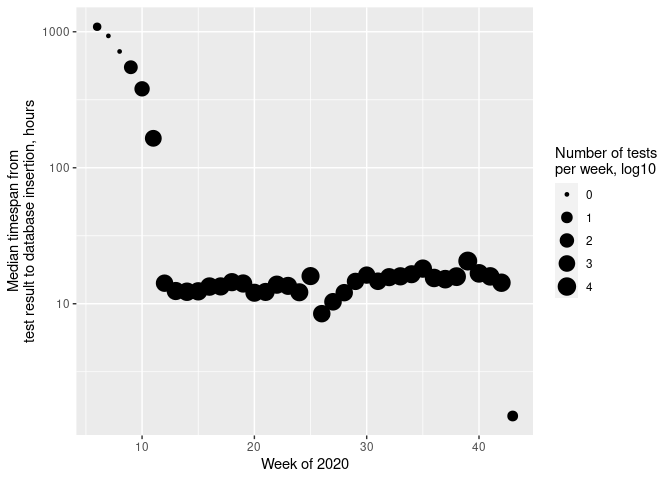 Median timespan from
test result to database insertion, hours
1000
100
10
10
20
30
40
Week of 2020
Number of tests
per week, log10
0
1
2
3
4